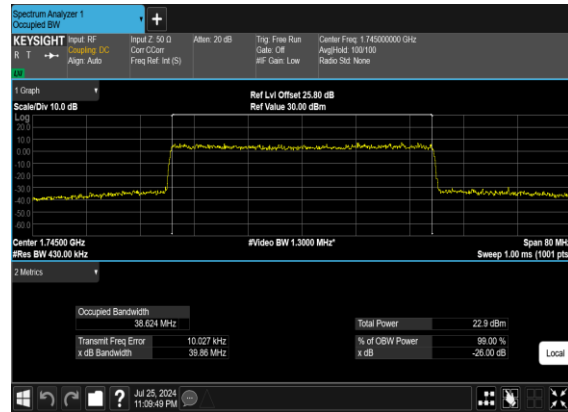 Spectrum Analyzer 1
Occupied BW
+
KEYSIGHT Input: RF Input Z: 50 Ω Atten: 20 dB Trig: Free Run Center Freq: 1.745000000 GHz
R T Coupling: DC Corr CCorr Gate: Off Avg|Hold: 100/100
Align: Auto Freq Ref: Int (S) #IF Gain: Low Radio Std: None
LU
1 Graph
Ref Lvl Offset 25.80 dB
Scale/Div 10.0 dB Ref Value 30.00 dBm
Log
20.0
10.0
0.00
-10.0
-20.0
-30.0
-40.0
-50.0
-60.0
Center 1.74500 GHz #Video BW 1.3000 MHz* Span 80 MHz
#Res BW 430.00 kHz Sweep 1.00 ms (1001 pts
2 Metrics
Occupied Bandwidth
38.624 MHz Total Power 22.9 dBm
Transmit Freq Error 10.027 kHz % of OBW Power 99.00 %
x dB Bandwidth 39.86 MHz x dB -26.00 dB
Local
? Jul 25, 2024
11:09:49 PM